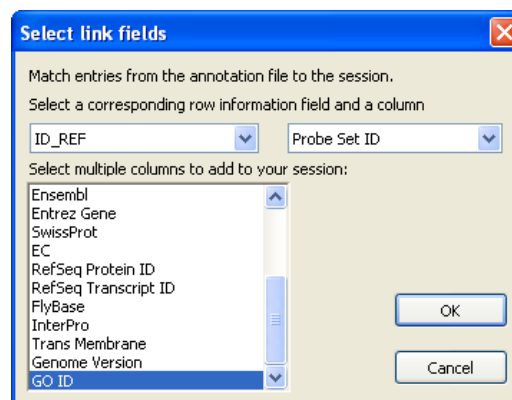 Select link fields
Match entries from the annotation file to the session.
Select a corresponding row information field and a column
ID_REF
Probe Set ID
Select multiple columns to add to your session:
Ensembl
Entrez Gene
SwissProt
EC
RefSeq Protein ID
RefSeq Transcript ID
FlyBase
InterPro
Trans Membrane
Genome Version
GO ID
OK
Cancel